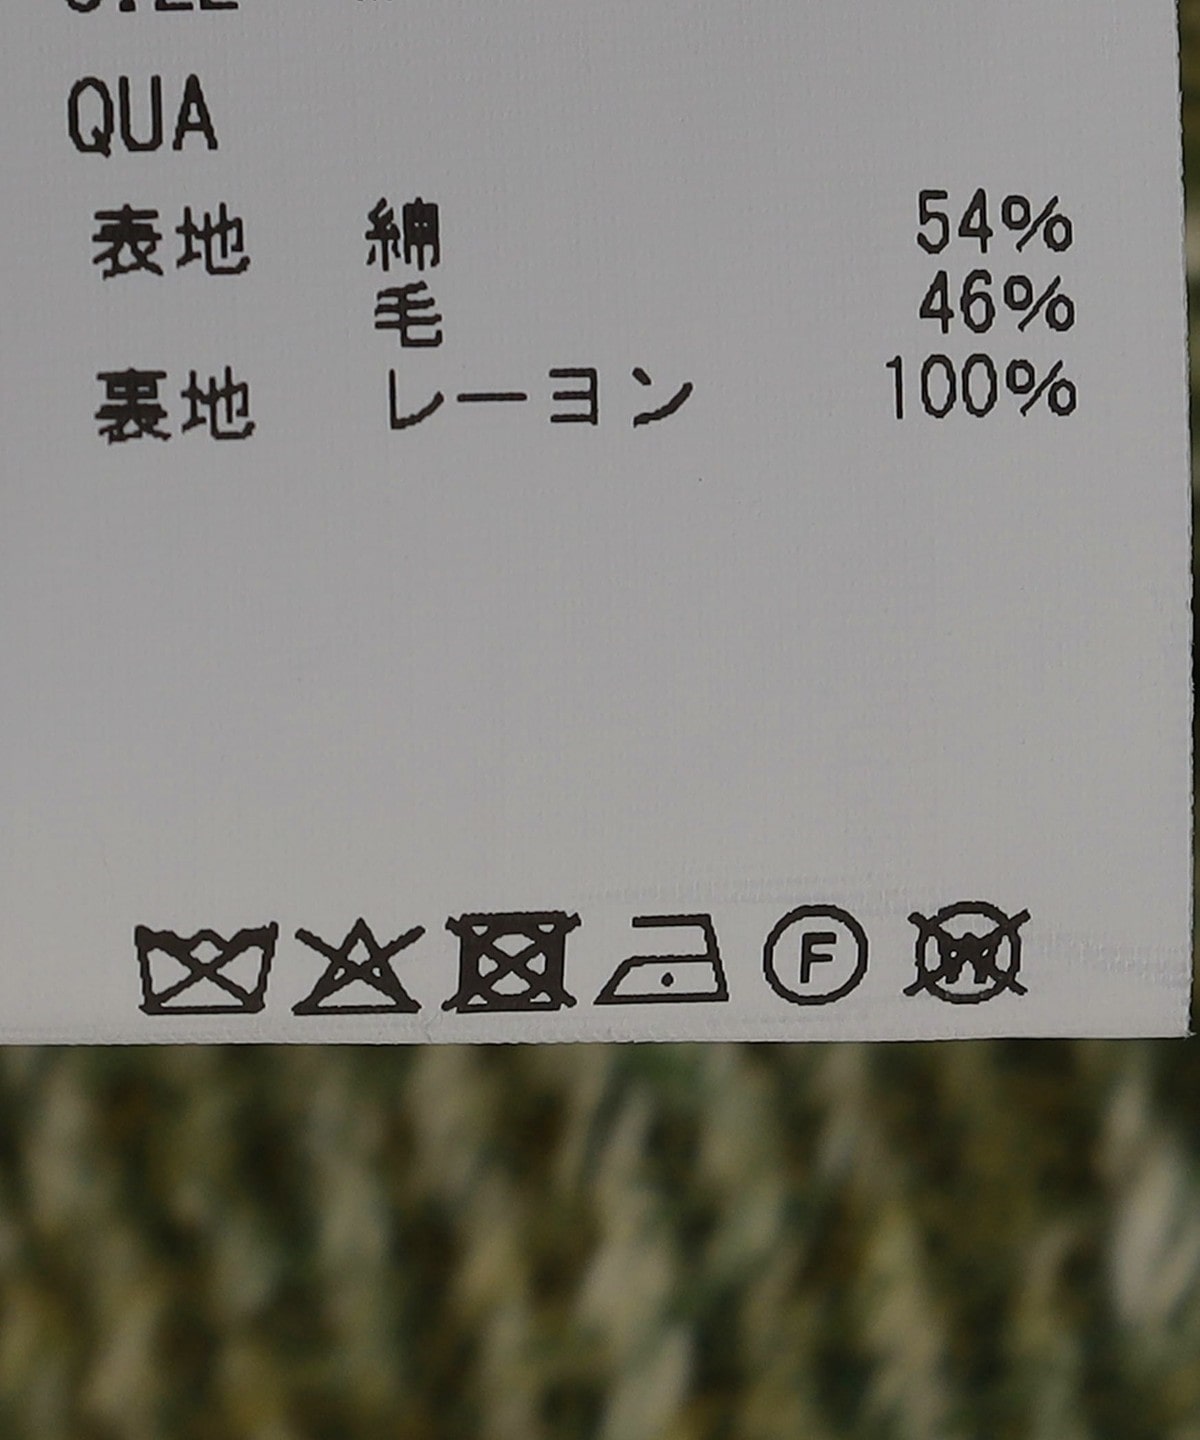 QUA
表地 綿 54%
毛 46%
裏地 レーヨン 100%
F
W